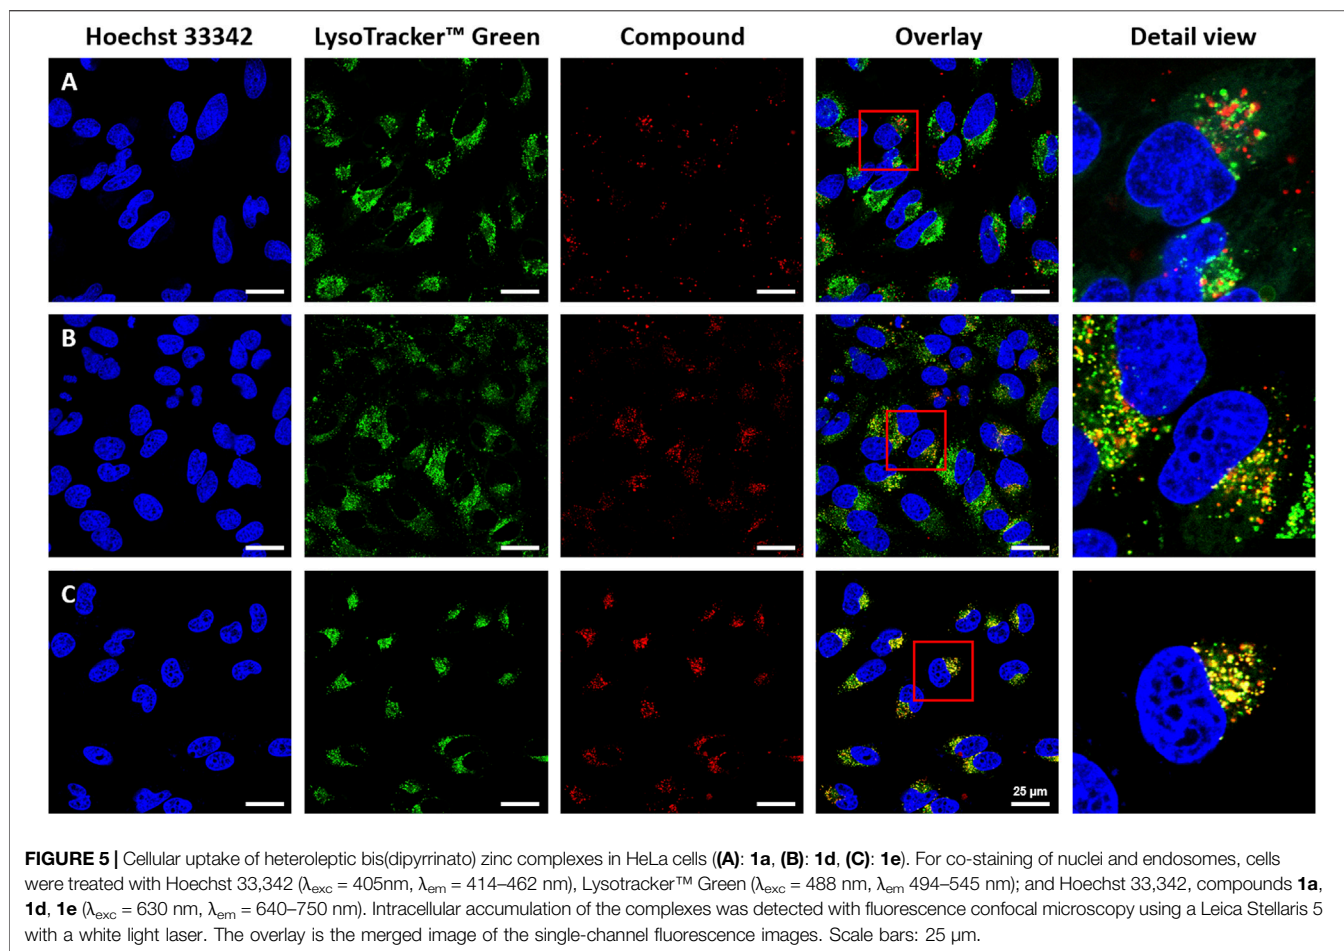 Hoechst 33342 LysoTracker™ Green Compound Overlay Detail view
A
B
C
25 µm
FIGURE 5 | Cellular uptake of heteroleptic bis(dipyrrinato) zinc complexes in HeLa cells ((A): 1a, (B): 1d, (C): 1e). For co-staining of nuclei and endosomes, cells
were treated with Hoechst 33,342 (λexc = 405nm, λem = 414–462 nm), Lysotracker™ Green (λexc = 488 nm, λem 494–545 nm); and Hoechst 33,342, compounds 1a,
1d, 1e (λexc = 630 nm, λem = 640–750 nm). Intracellular accumulation of the complexes was detected with fluorescence confocal microscopy using a Leica Stellaris 5
with a white light laser. The overlay is the merged image of the single-channel fluorescence images. Scale bars: 25 µm.